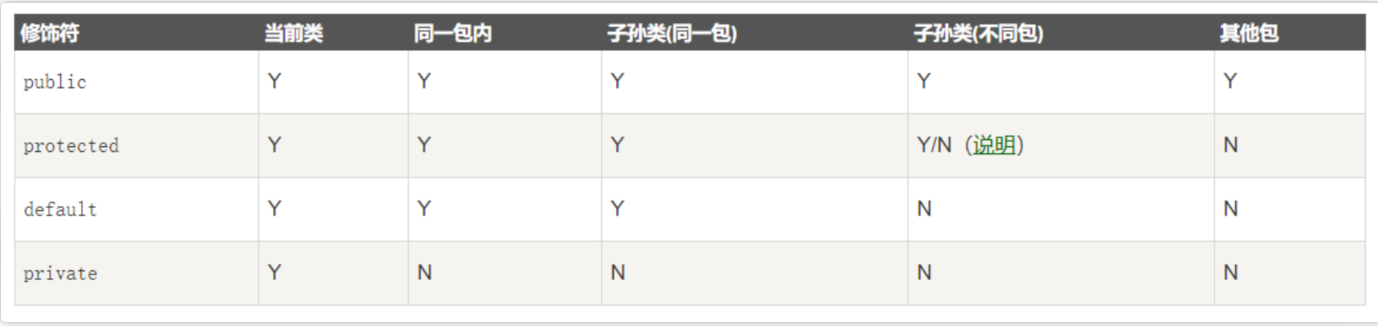 修饰符 当前类 同一包内 子孙类(同一包) 子孙类(不同包) 其他包
public Y Y Y Y Y
protected Y Y Y Y/N（说明） N
default Y Y Y N N
private Y N N N N